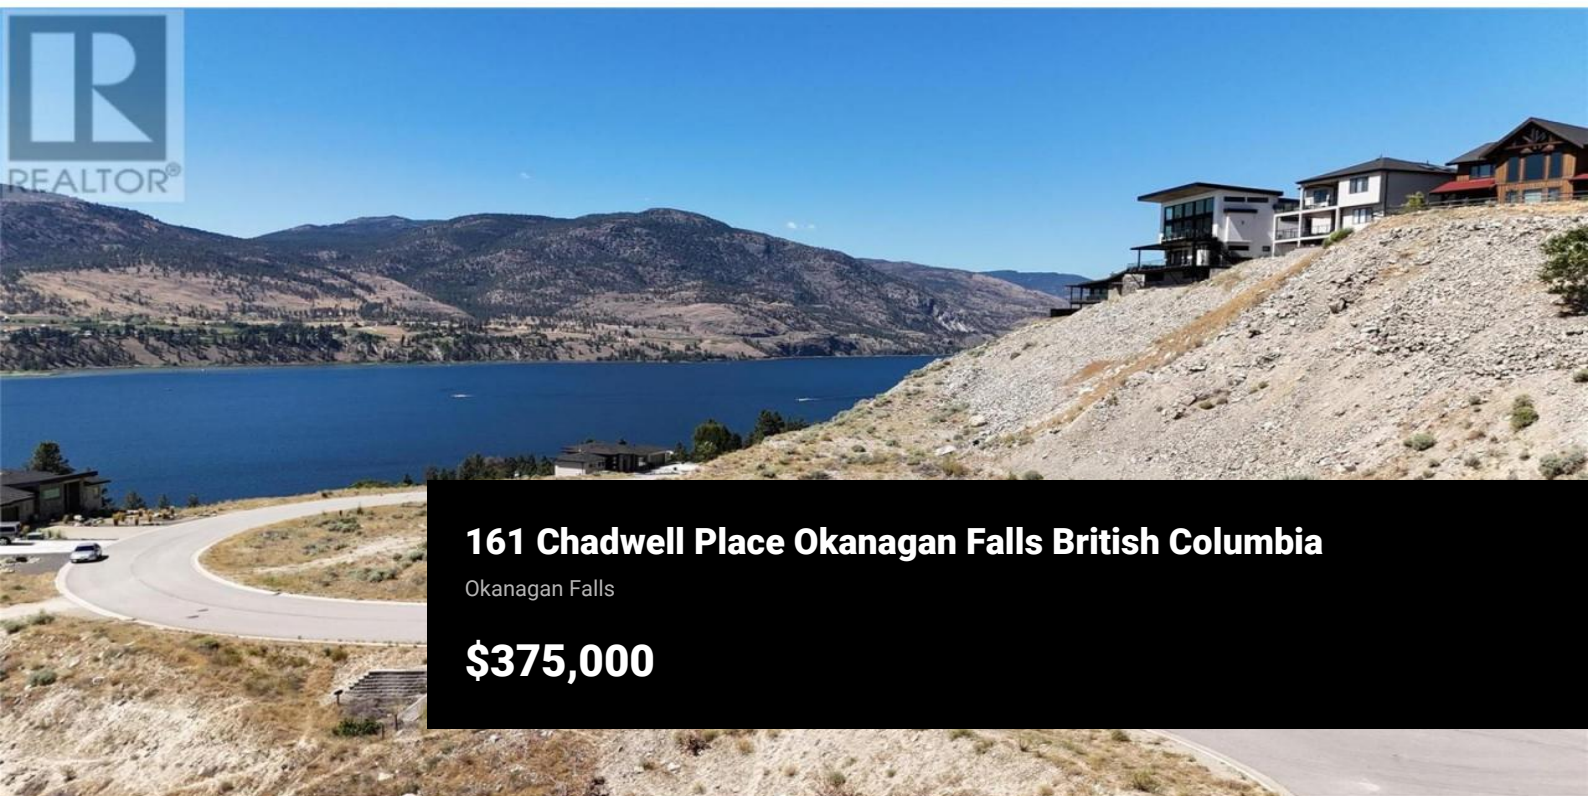 R
REALTOR®
161 Chadwell Place Okanagan Falls British Columbia
Okanagan Falls
$375,000